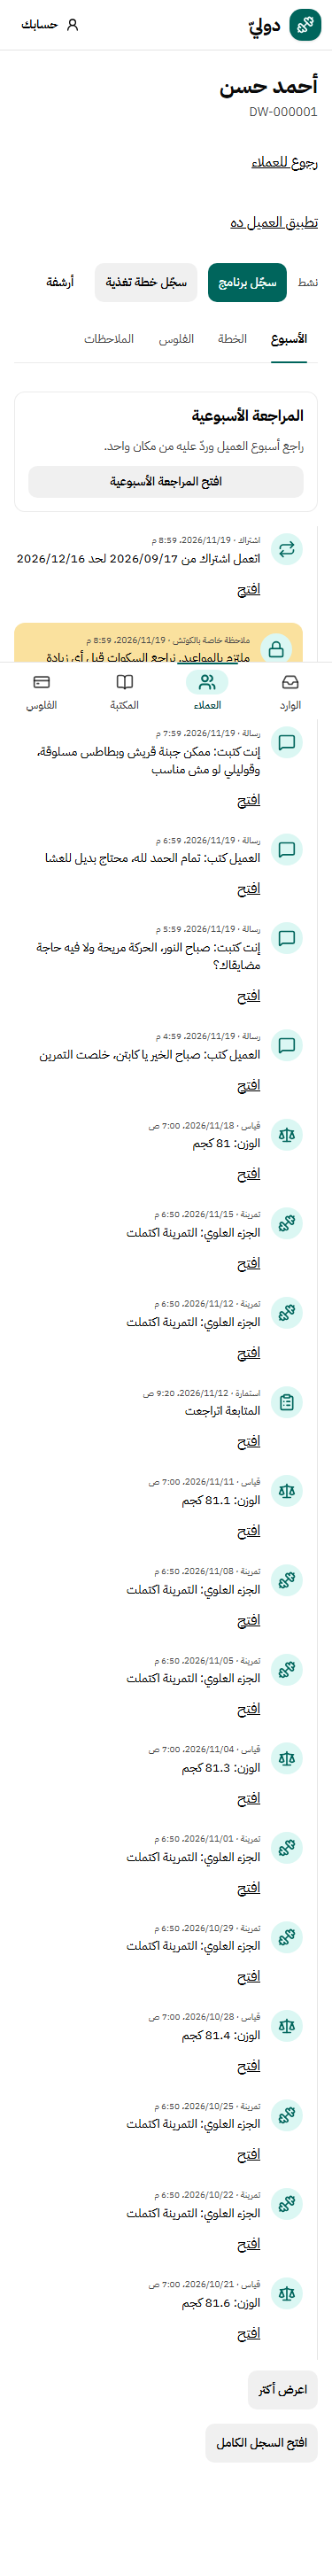 دوليّ
حسابك
أحمد حسن
DW-000001
رجوع للعملاء
تطبيق العميل ده
نشط
سجّل برنامج
سجّل خطة تغذية
أرشفة
الأسبوع
الخطة
الفلوس
الملاحظات
المراجعة الأسبوعية
راجع أسبوع العميل وردّ عليه من مكان واحد.
افتح المراجعة الأسبوعية
اشتراك · 2026/11/19، 8:59 م
اتعمل اشتراك من 2026/09/17 لحد 2026/12/16
افتح
ملاحظة خاصة بالكوتش · 2026/11/19، 8:59 م
ملتزم بالمواعيد. نراجع السكوات قبل أي زيادة
الوارد
العملاء
المكتبة
الفلوس
رسالة · 2026/11/19، 7:59 م
إنت كتبت: ممكن جبنة قريش وبطاطس مسلوقة،
وقوليلي لو مش مناسب
افتح
رسالة · 2026/11/19، 6:59 م
العميل كتب: تمام الحمد لله، محتاج بديل للعشا
افتح
رسالة · 2026/11/19، 5:59 م
إنت كتبت: صباح النور، الحركة مريحة ولا فيه حاجة
مضايقاك؟
افتح
رسالة · 2026/11/19، 4:59 م
العميل كتب: صباح الخير يا كابتن، خلصت التمرين
افتح
قياس · 2026/11/18، 7:00 ص
الوزن: 81 كجم
افتح
تمرينة · 2026/11/15، 6:50 م
الجزء العلوي: التمرينة اكتملت
افتح
تمرينة · 2026/11/12، 6:50 م
الجزء العلوي: التمرينة اكتملت
افتح
استمارة · 2026/11/12، 9:20 ص
المتابعة اتراجعت
افتح
قياس · 2026/11/11، 7:00 ص
الوزن: 81.1 كجم
افتح
تمرينة · 2026/11/08، 6:50 م
الجزء العلوي: التمرينة اكتملت
افتح
تمرينة · 2026/11/05، 6:50 م
الجزء العلوي: التمرينة اكتملت
افتح
قياس · 2026/11/04، 7:00 ص
الوزن: 81.3 كجم
افتح
تمرينة · 2026/11/01، 6:50 م
الجزء العلوي: التمرينة اكتملت
افتح
تمرينة · 2026/10/29، 6:50 م
الجزء العلوي: التمرينة اكتملت
افتح
قياس · 2026/10/28، 7:00 ص
الوزن: 81.4 كجم
افتح
تمرينة · 2026/10/25، 6:50 م
الجزء العلوي: التمرينة اكتملت
افتح
تمرينة · 2026/10/22، 6:50 م
الجزء العلوي: التمرينة اكتملت
افتح
قياس · 2026/10/21، 7:00 ص
الوزن: 81.6 كجم
افتح
اعرض أكتر
افتح السجل الكامل